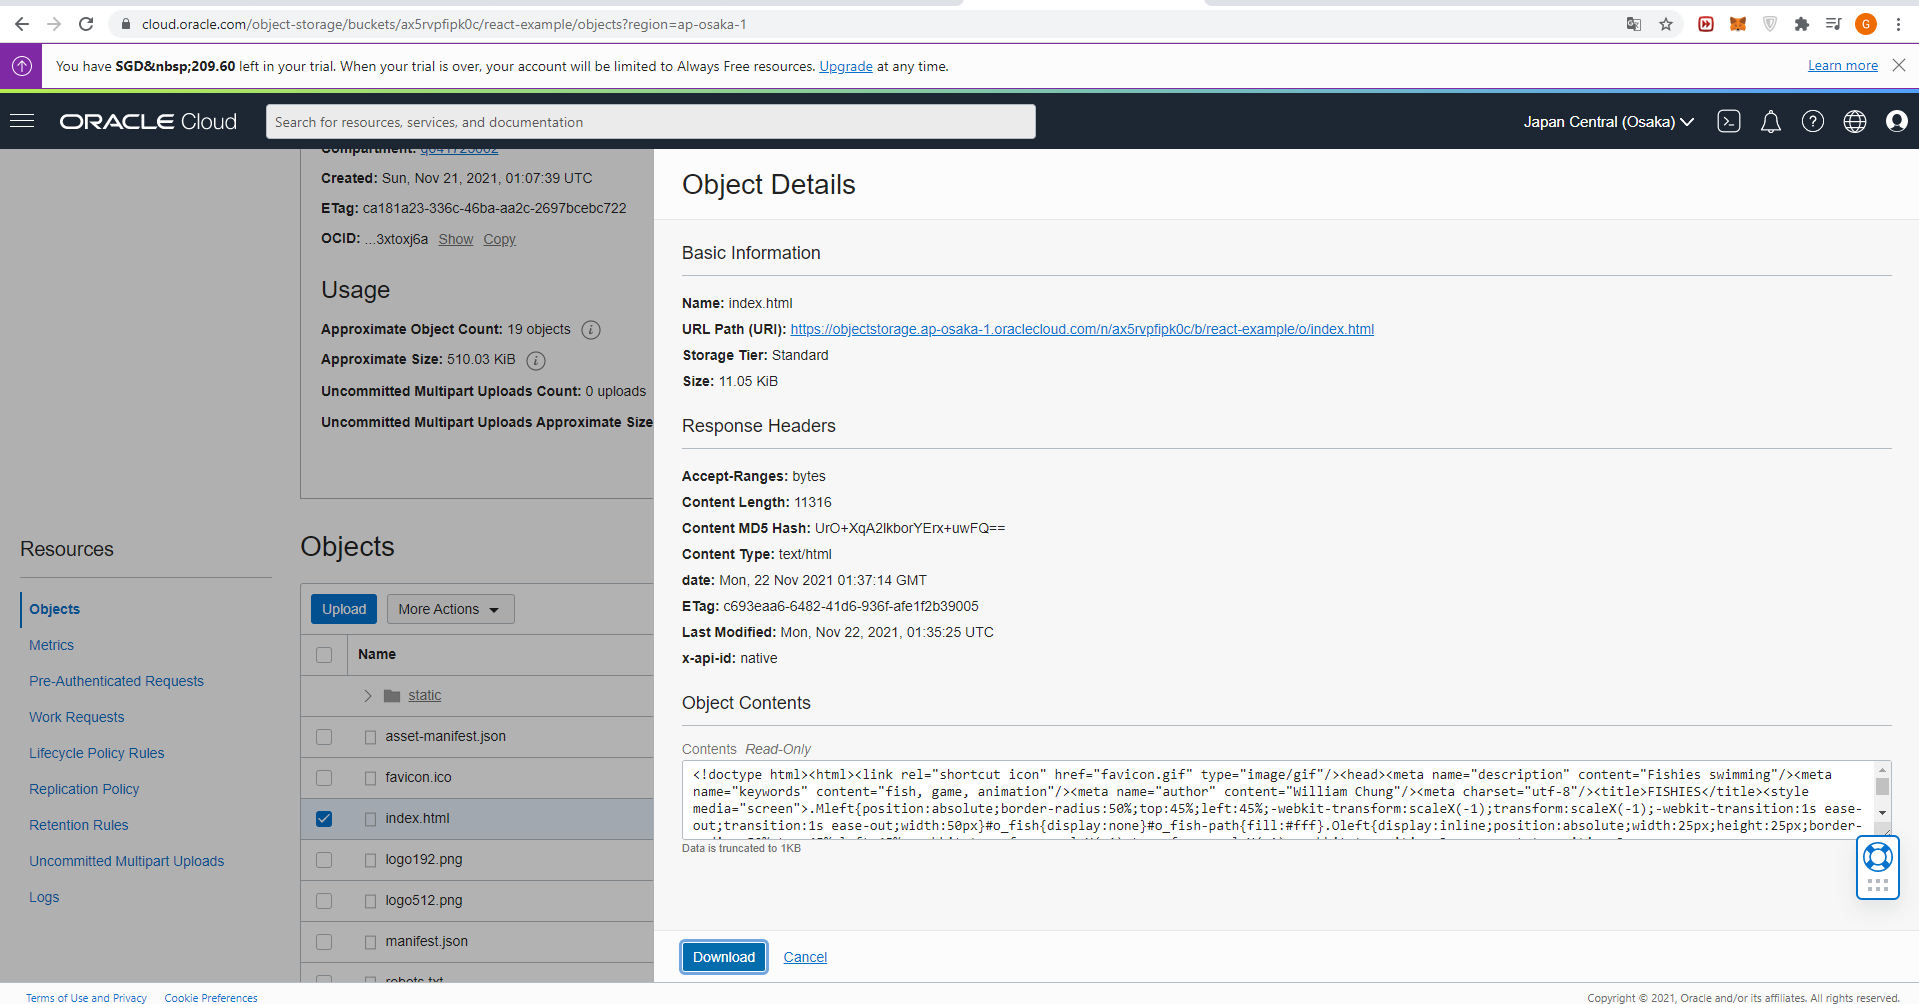 cloud.oracle.com/object-storage/buckets/ax5rvpfipk0c/react-example/objects?region=ap-osaka-1
G
You have SGD&nbsp;209.60 left in your trial. When your trial is over, your account will be limited to Always Free resources. Upgrade at any time.
Learn more
ORACLE Cloud
Search for resources, services, and documentation
Japan Central (Osaka)
Created: Sun, Nov 21, 2021, 01:07:39 UTC
ETag: ca181a23-336c-46ba-aa2c-2697bcebc722
OCID: ...3xtoxj6a Show Copy
Usage
Approximate Object Count: 19 objects
Approximate Size: 510.03 KiB
Uncommitted Multipart Uploads Count: 0 uploads
Uncommitted Multipart Uploads Approximate Size
Resources
Objects
Metrics
Pre-Authenticated Requests
Work Requests
Lifecycle Policy Rules
Replication Policy
Retention Rules
Uncommitted Multipart Uploads
Logs
Objects
Upload
More Actions
Name
static
asset-manifest.json
favicon.ico
index.html
logo192.png
logo512.png
manifest.json
robots.txt
Object Details
Basic Information
Name: index.html
URL Path (URI): https://objectstorage.ap-osaka-1.oraclecloud.com/n/ax5rvpfipk0c/b/react-example/o/index.html
Storage Tier: Standard
Size: 11.05 KiB
Response Headers
Accept-Ranges: bytes
Content Length: 11316
Content MD5 Hash: UrO+XqA2IkborYErx+uwFQ==
Content Type: text/html
date: Mon, 22 Nov 2021 01:37:14 GMT
ETag: c693eaa6-6482-41d6-936f-afe1f2b39005
Last Modified: Mon, Nov 22, 2021, 01:35:25 UTC
x-api-id: native
Object Contents
Contents Read-Only
<!doctype html><html><link rel="shortcut icon" href="favicon.gif" type="image/gif"/><head><meta name="description" content="Fishies swimming"/><meta
name="keywords" content="fish, game, animation"/><meta name="author" content="William Chung"/><meta charset="utf-8"/><title>FISHIES</title><style
media="screen">.Mleft{position:absolute;border-radius:50%;top:45%;left:45%;-webkit-transform:scaleX(-1);transform:scaleX(-1);-webkit-transition:1s ease-
out;transition:1s ease-out;width:50px}#o_fish{display:none}#o_fish-path{fill:#fff}.Oleft{display:inline;position:absolute;width:25px;height:25px;border-
Data is truncated to 1KB
Download
Cancel
Terms of Use and Privacy
Cookie Preferences
Copyright © 2021, Oracle and/or its affiliates. All rights reserved.